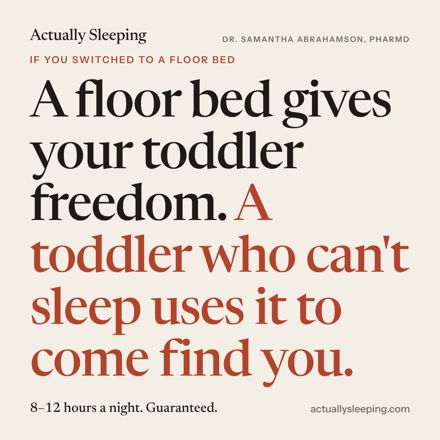 Actually Sleeping
DR. SAMANTHA ABRAHAMSON, PHARMD
IF YOU SWITCHED TO A FLOOR BED
A floor bed gives
your toddler
freedom. A
toddler who can't
sleep uses it to
come find you.
8–12 hours a night. Guaranteed.
actuallysleeping.com